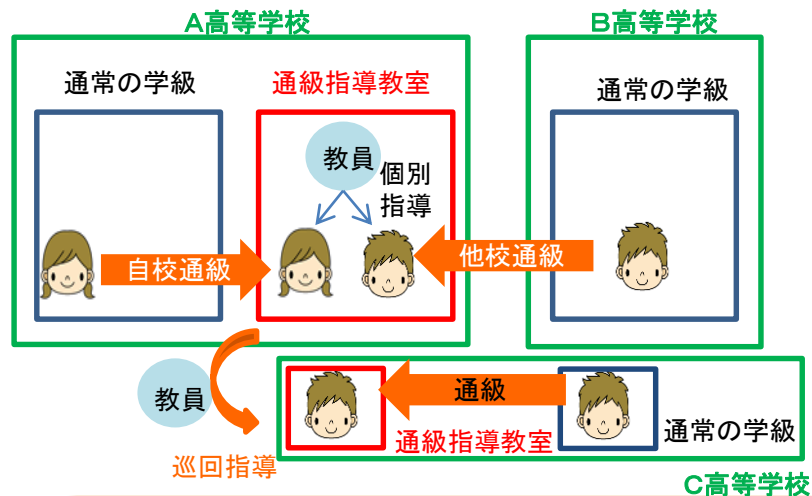 A高等学校
B高等学校
通常の学級
通級指導教室
通常の学級
教員
個別
指導
自校通級
他校通級
教員
通級
通級指導教室
通常の学級
巡回指導
C高等学校